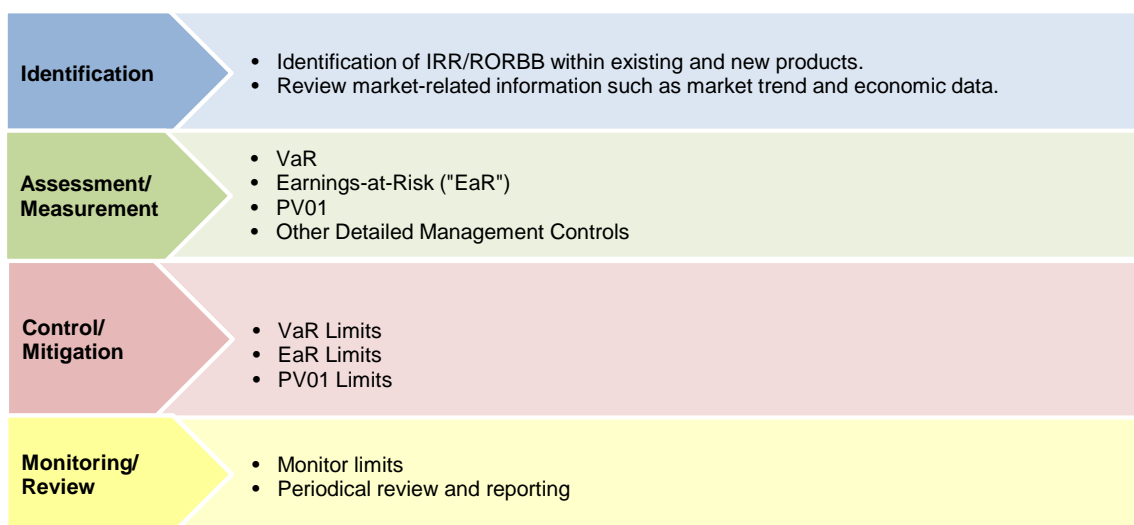 Identification
• Identification of IRR/RORBB within existing and new products.
• Review market-related information such as market trend and economic data.
Assessment/
Measurement
• VaR
• Earnings-at-Risk ("EaR")
• PV01
• Other Detailed Management Controls
Control/
Mitigation
• VaR Limits
• EaR Limits
• PV01 Limits
Monitoring/
Review
• Monitor limits
• Periodical review and reporting